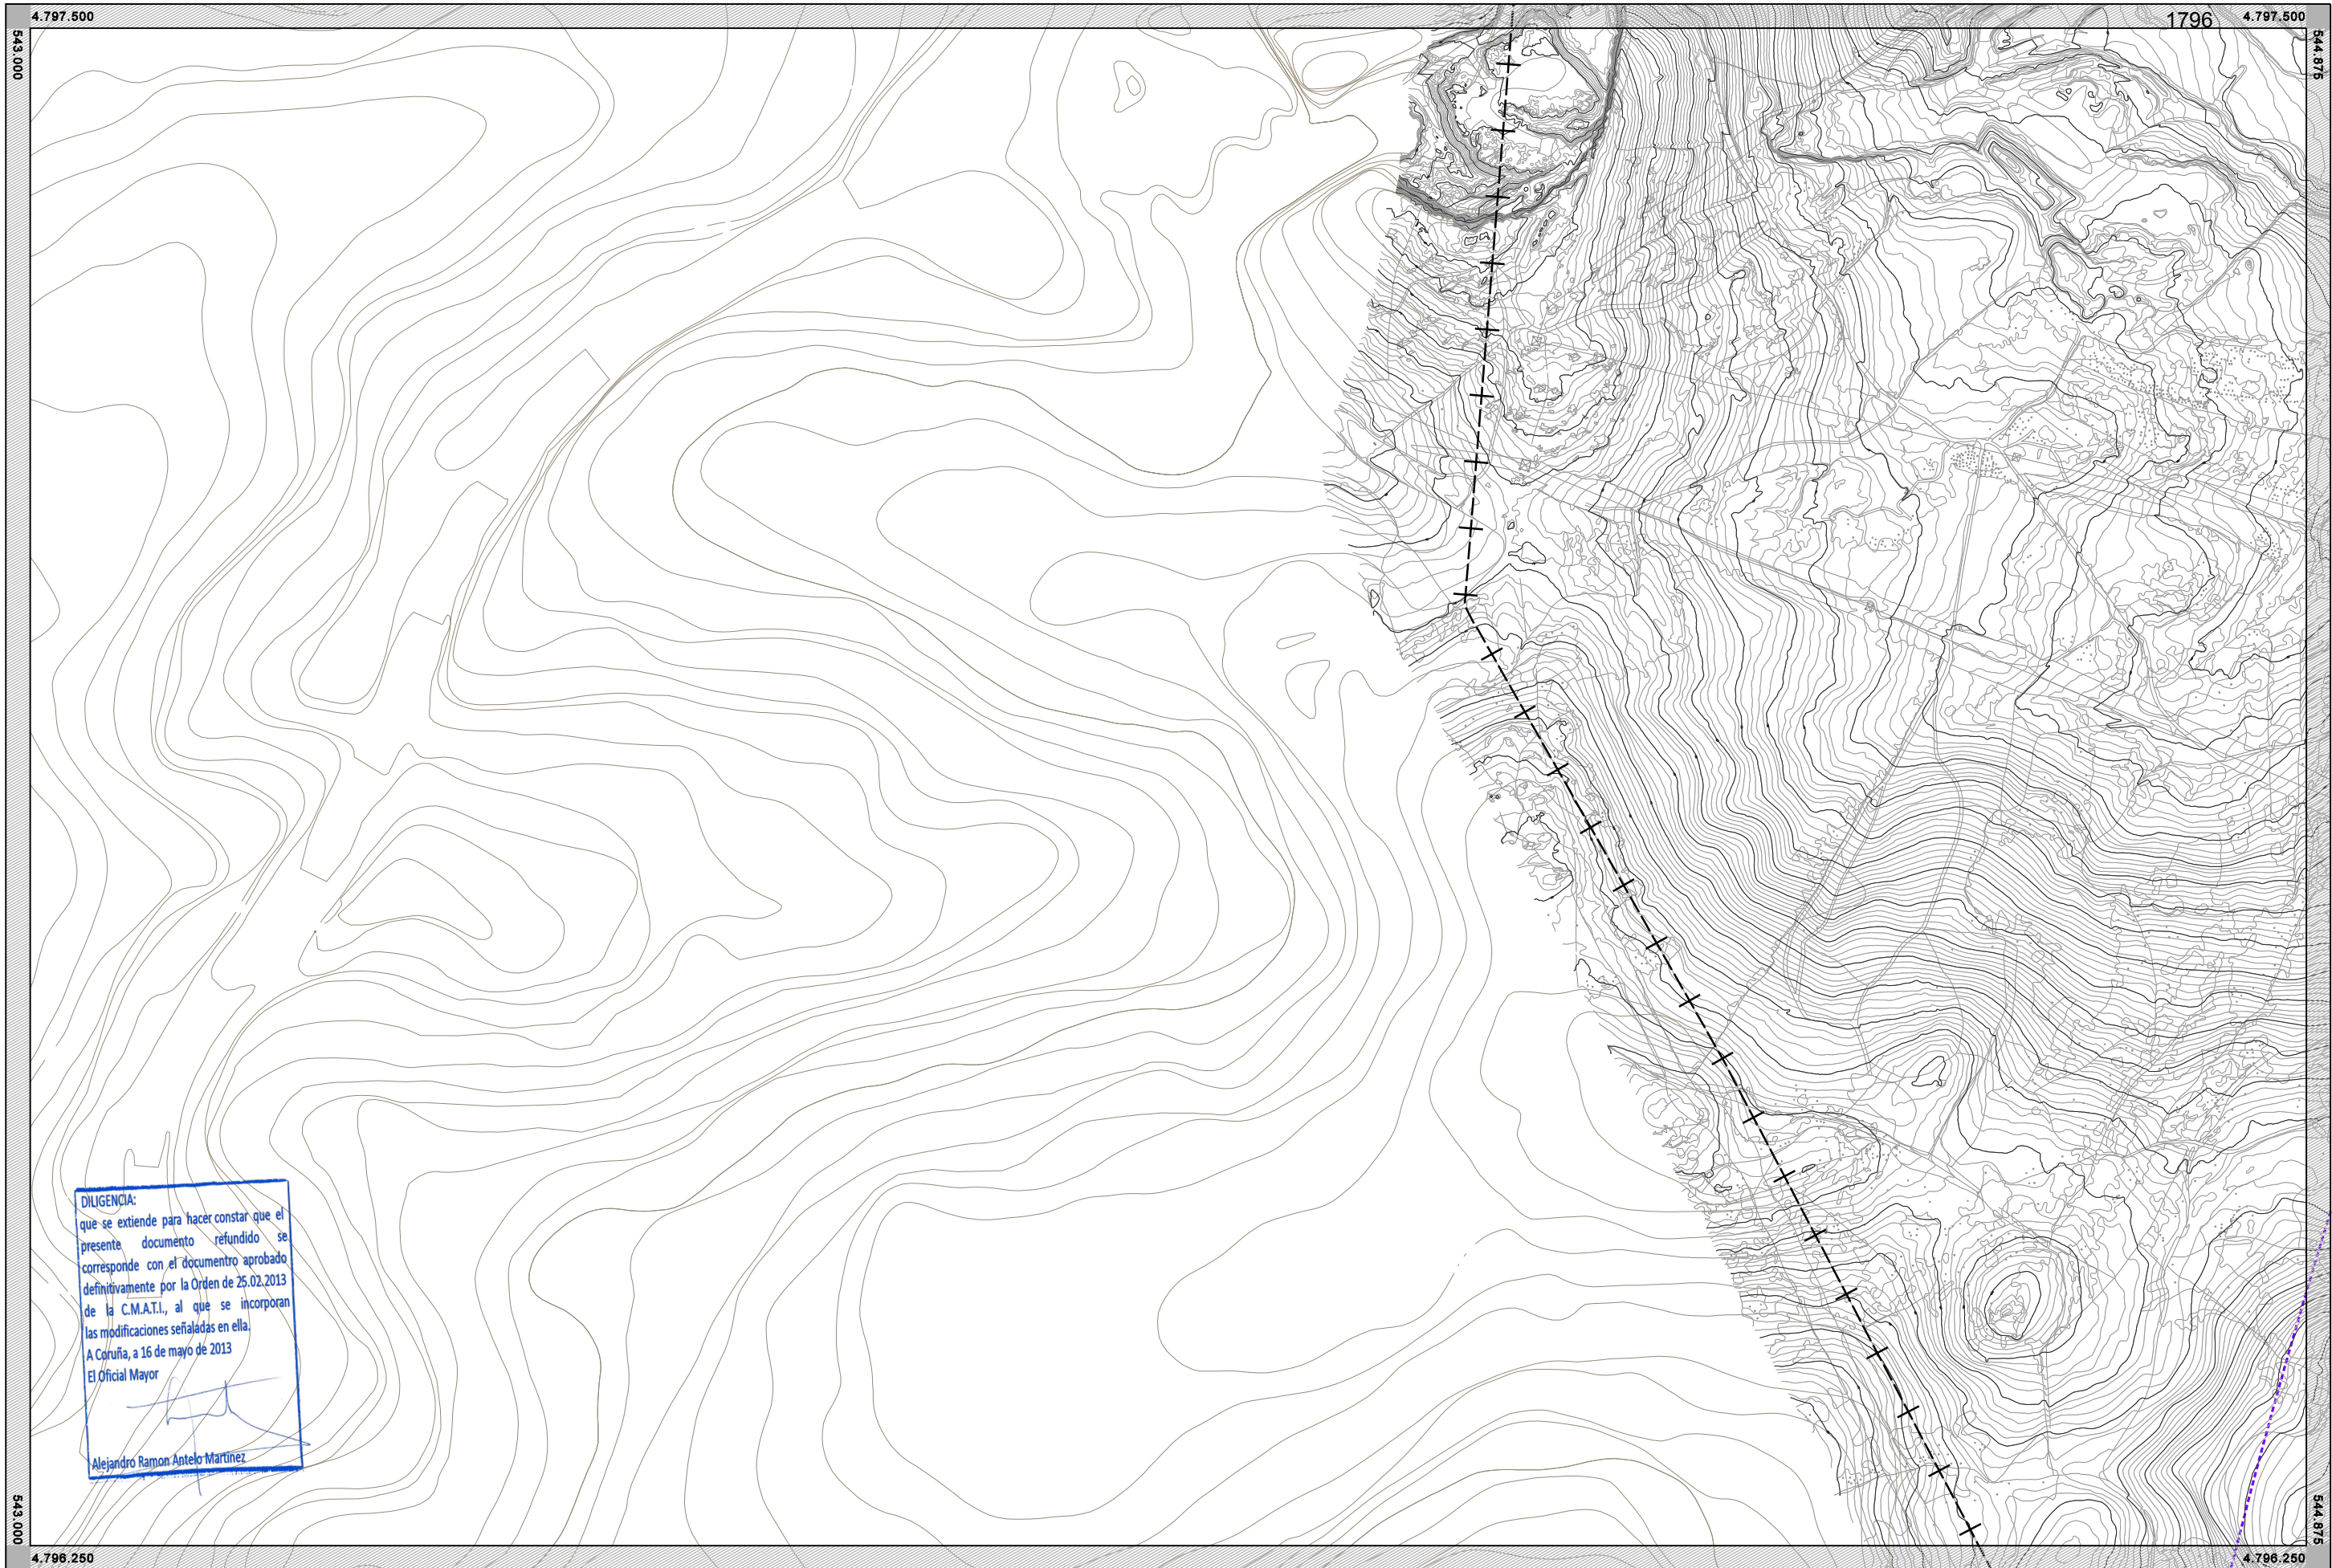 4.797.500
1796
4.797.500
543.000
544.875
DILIGENCIA:
que se extiende para hacer constar que el
presente documento refundido se
corresponde con el documentro aprobado
definitivamente por la Orden de 25.02.2013
de la C.M.A.T.I., al que se incorporan
las modificaciones señaladas en ella.
A Coruña, a 16 de mayo de 2013
El Oficial Mayor
Alejandro Ramon Antelo Martinez
543.000
544.875
4.796.250
4.796.250